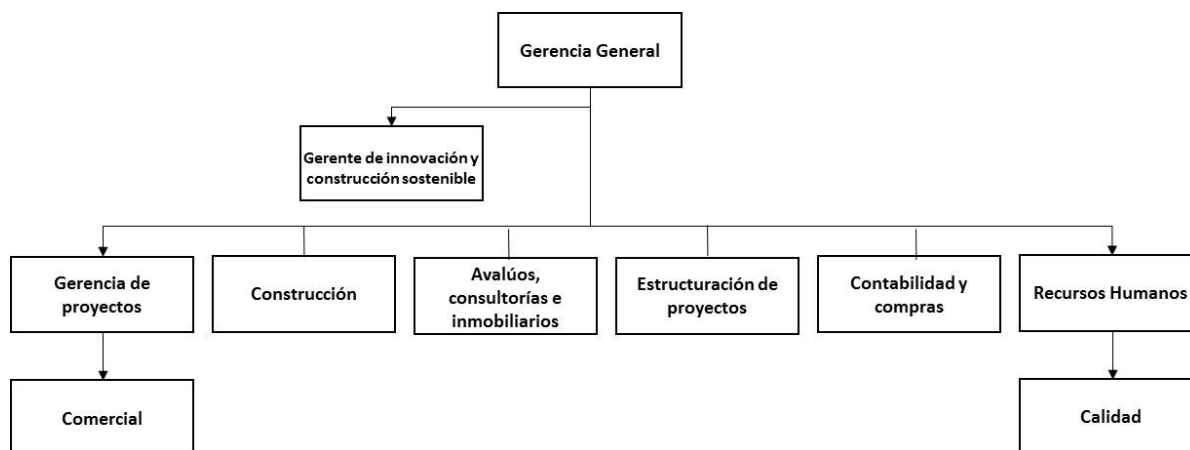 Gerencia General
Gerente de innovación y
construcción sostenible
Gerencia de
proyectos
Construcción
Avalúos,
consultorías e
inmobiliarios
Estructuración de
proyectos
Contabilidad y
compras
Recursos Humanos
Comercial
Calidad